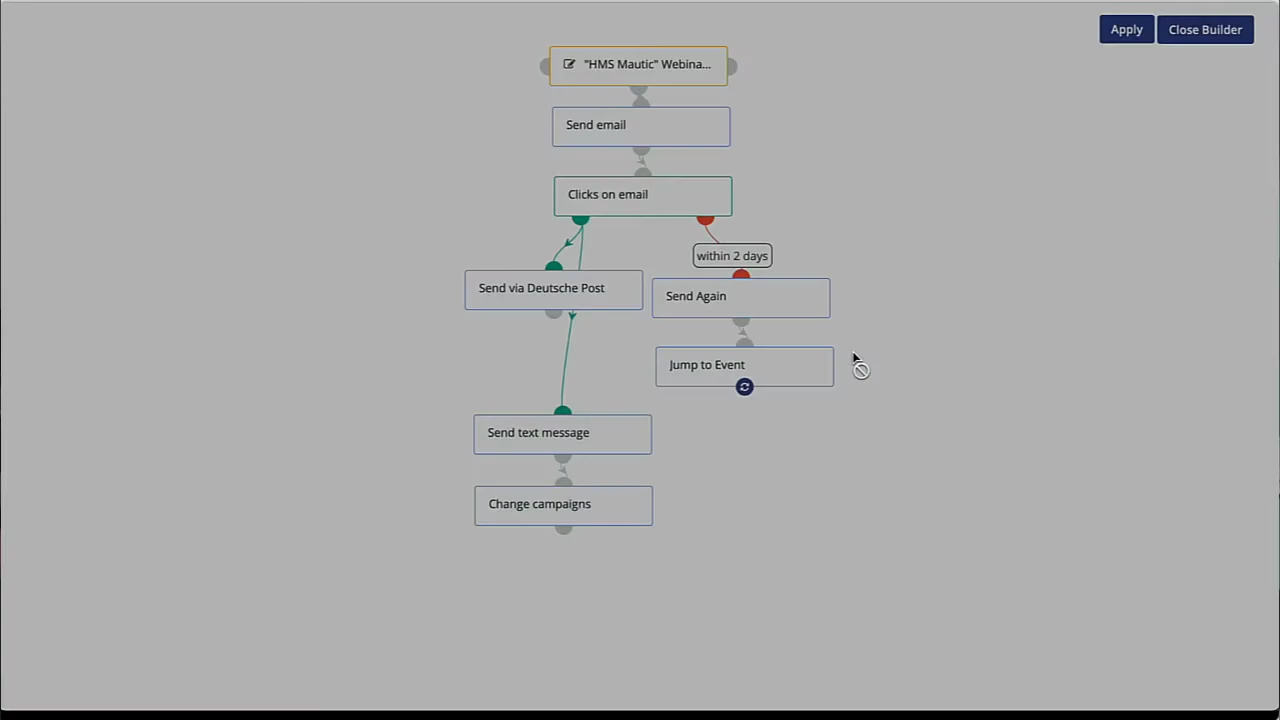 Apply
Close Builder
"HMS Mautic" Webina...
Send email
Clicks on email
within 2 days
Send via Deutsche Post
Send Again
Jump to Event
Send text message
Change campaigns